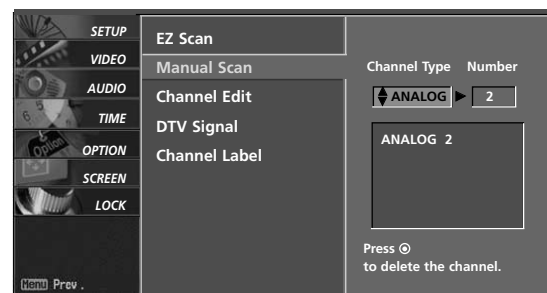 SETUP
VIDEO
AUDIO
TIME
OPTION
SCREEN
LOCK
Menu Prev.
EZ Scan
Manual Scan
Channel Edit
DTV Signal
Channel Label
Channel Type Number
ANALOG 2
ANALOG 2
Press
to delete the channel.